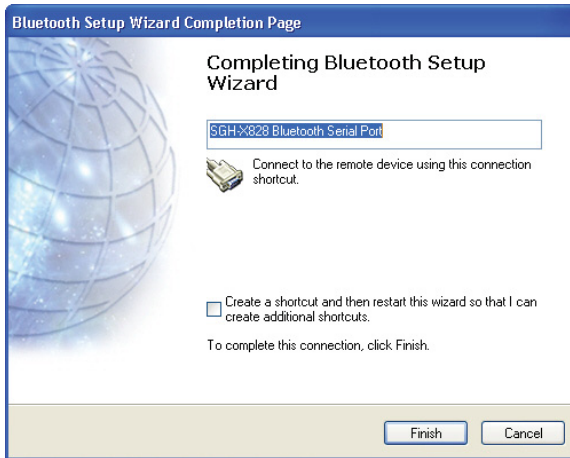 Bluetooth Setup Wizard Completion Page
Completing Bluetooth Setup
Wizard
SGH-X828 Bluetooth Serial Port
Connect to the remote device using this connection
shortcut.
Create a shortcut and then restart this wizard so that I can
create additional shortcuts.
To complete this connection, click Finish.
Finish
Cancel